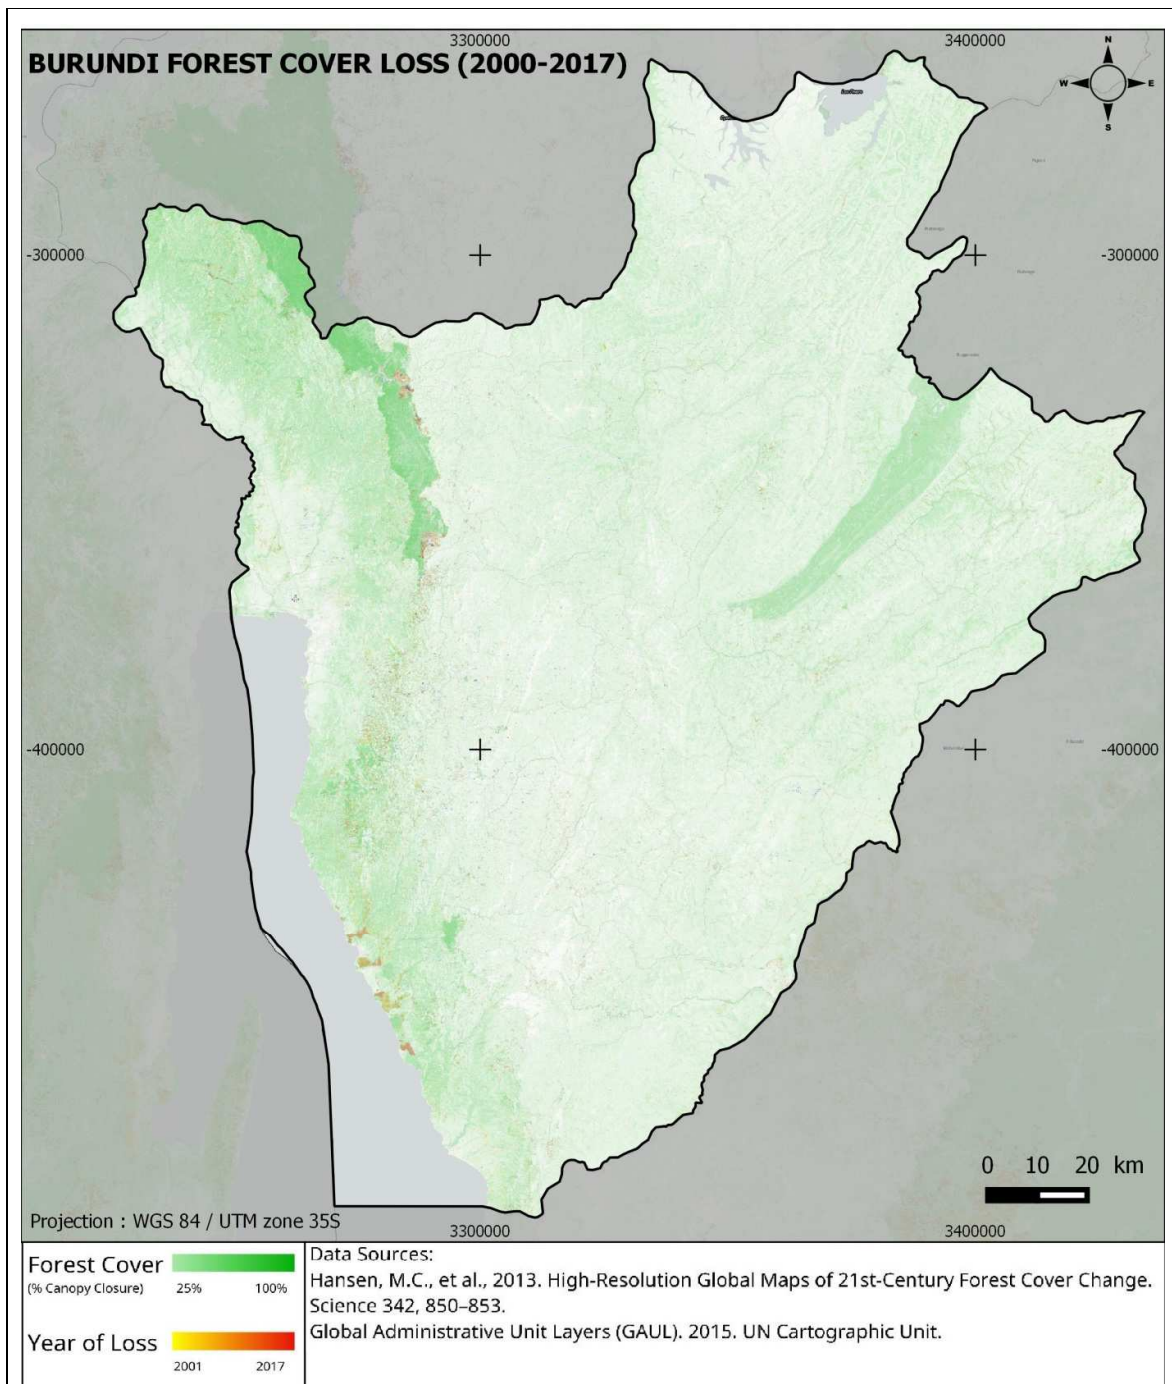 3300000 3400000
BURUNDI FOREST COVER LOSS (2000-2017)
N
W E
S
-300000 -300000
-400000 -400000
0 10 20 km
Projection : WGS 84 / UTM zone 35S
3300000 3400000
Forest Cover
(% Canopy Closure) 25% 100%
Year of Loss
2001 2017
Data Sources:
Hansen, M.C., et al., 2013. High-Resolution Global Maps of 21st-Century Forest Cover Change.
Science 342, 850–853.
Global Administrative Unit Layers (GAUL). 2015. UN Cartographic Unit.